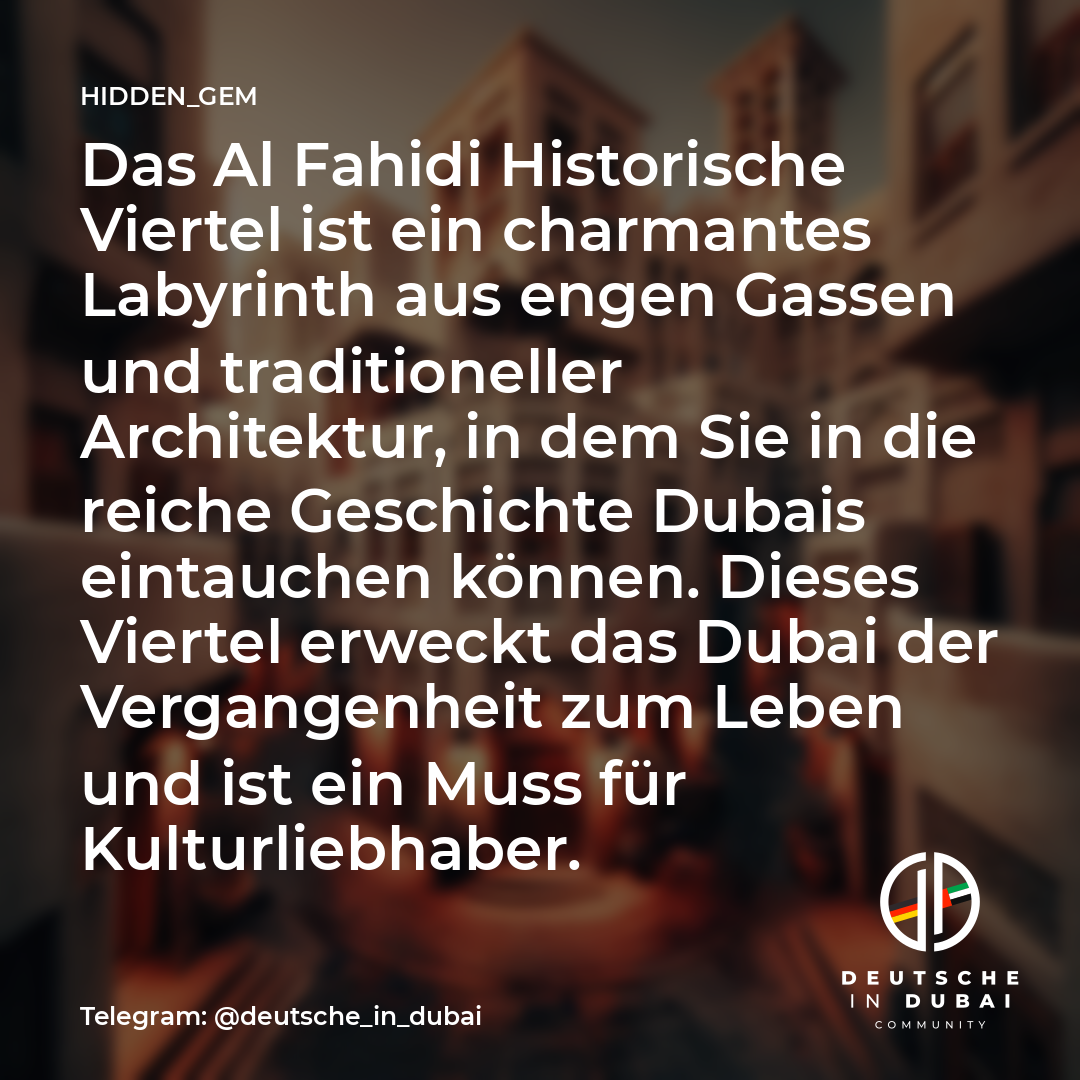 HIDDEN_GEM
Das Al Fahidi Historische
Viertel ist ein charmantes
Labyrinth aus engen Gassen
und traditioneller
Architektur, in dem Sie in die
reiche Geschichte Dubais
eintauchen können. Dieses
Viertel erweckt das Dubai der
Vergangenheit zum Leben
und ist ein Muss für
Kulturliebhaber.
DEUTSCHE
IN DUBAI
COMMUNITY
Telegram: @deutsche_in_dubai